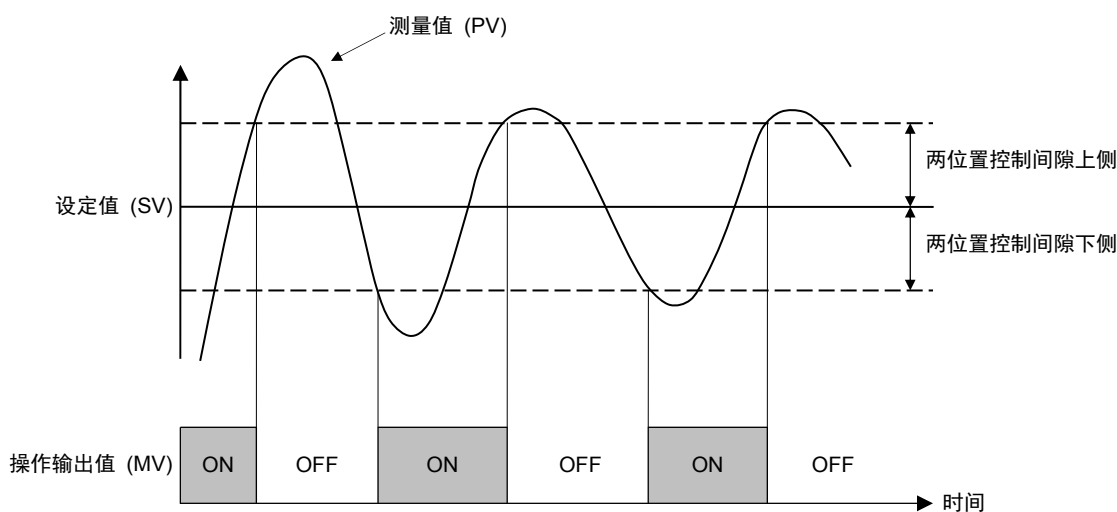 测量值 (PV)
两位置控制间隙上侧
设定值 (SV)
两位置控制间隙下侧
操作输出值 (MV)
ON
OFF
ON
OFF
ON
OFF
时间